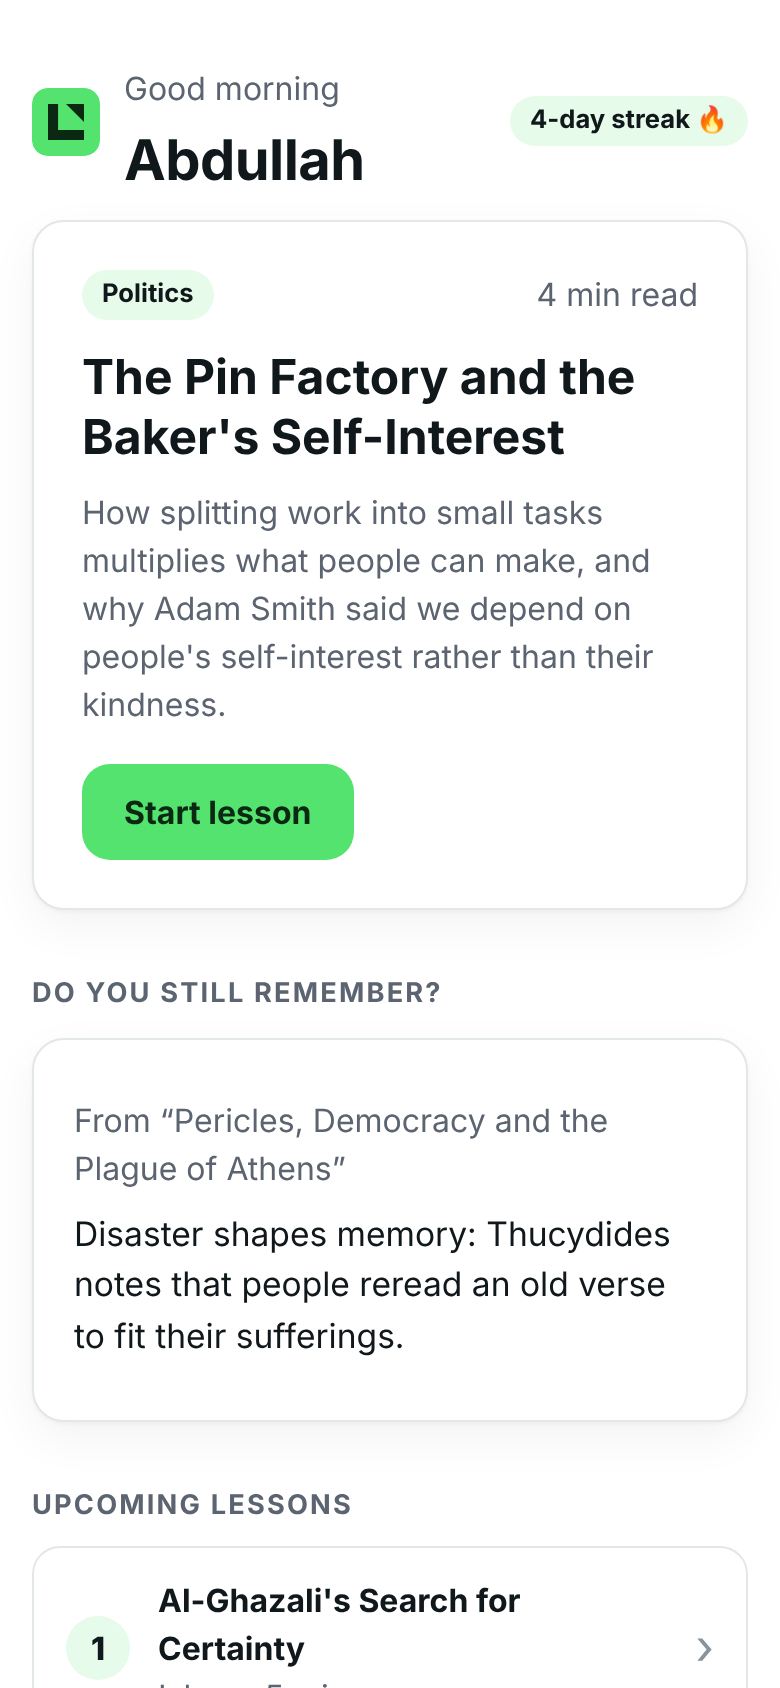 Good morning
Abdullah
4-day streak 🔥
Politics
4 min read
The Pin Factory and the
Baker's Self-Interest
How splitting work into small tasks
multiplies what people can make, and
why Adam Smith said we depend on
people's self-interest rather than their
kindness.
Start lesson
DO YOU STILL REMEMBER?
From “Pericles, Democracy and the
Plague of Athens”
Disaster shapes memory: Thucydides
notes that people reread an old verse
to fit their sufferings.
UPCOMING LESSONS
1
Al-Ghazali's Search for
Certainty